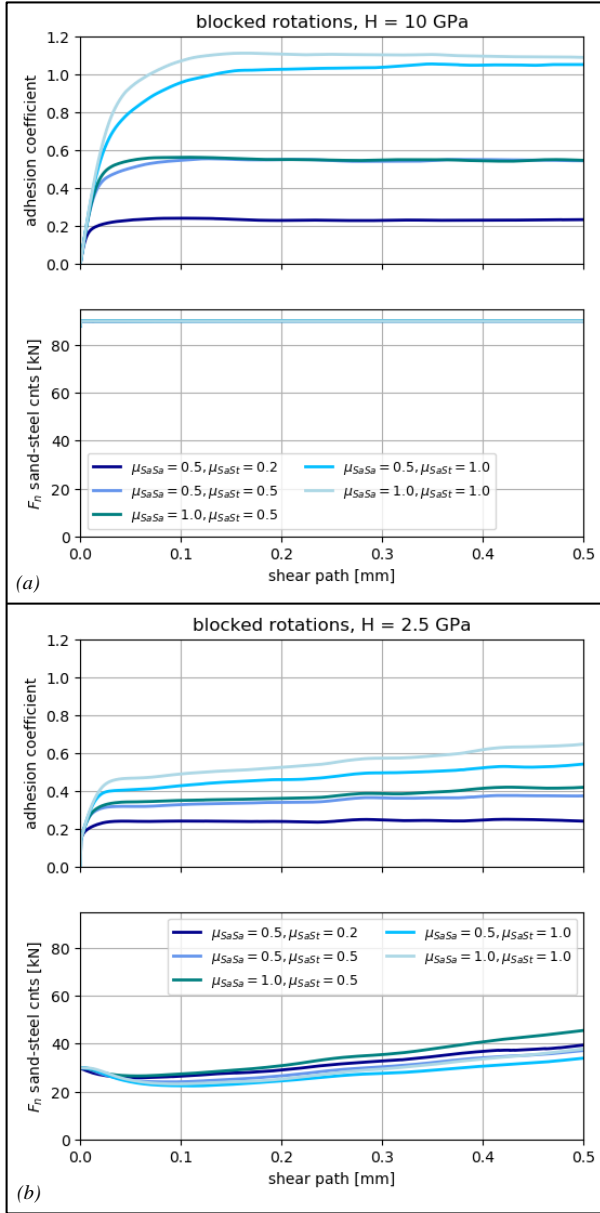 blocked rotations, H = 10 GPa
1.2
1.0
0.8
0.6
0.4
0.2
0.0
adhesion coefficient
80
60
40
20
0
F_n sand-steel cnts [kN]
μ_SaSa = 0.5, μ_SaSt = 0.2
μ_SaSa = 0.5, μ_SaSt = 0.5
μ_SaSa = 1.0, μ_SaSt = 0.5
μ_SaSa = 0.5, μ_SaSt = 1.0
μ_SaSa = 1.0, μ_SaSt = 1.0
0.0 0.1 0.2 0.3 0.4 0.5
shear path [mm]
(a)
blocked rotations, H = 2.5 GPa
1.2
1.0
0.8
0.6
0.4
0.2
0.0
adhesion coefficient
80
60
40
20
0
F_n sand-steel cnts [kN]
μ_SaSa = 0.5, μ_SaSt = 0.2
μ_SaSa = 0.5, μ_SaSt = 0.5
μ_SaSa = 1.0, μ_SaSt = 0.5
μ_SaSa = 0.5, μ_SaSt = 1.0
μ_SaSa = 1.0, μ_SaSt = 1.0
0.0 0.1 0.2 0.3 0.4 0.5
shear path [mm]
(b)